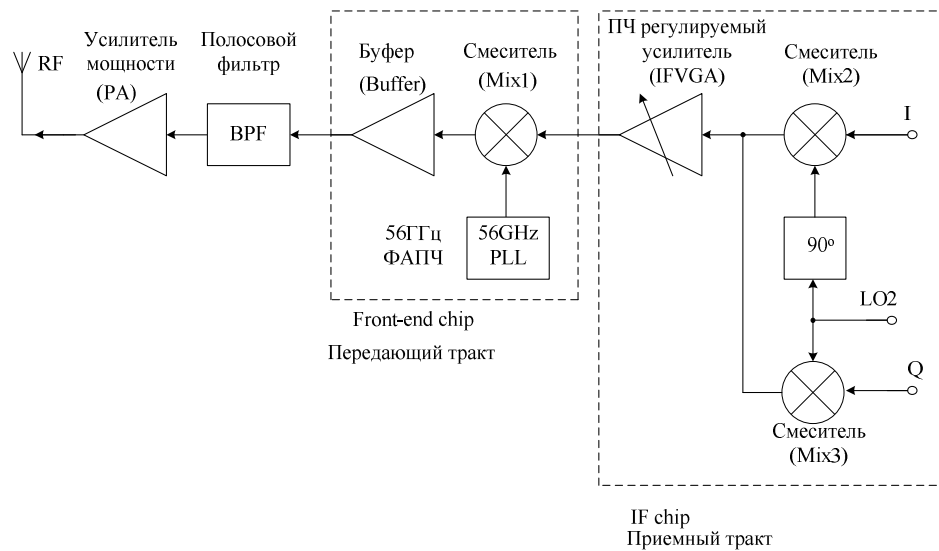 RF
Усилитель
мощности
(PA)
Полосовой
фильтр
BPF
Буфер
(Buffer)
Смеситель
(Mix1)
56ГГц
ФАПЧ
56GHz
PLL
Front-end chip
Передающий тракт
ПЧ регулируемый
усилитель
(IFVGA)
Смеситель
(Mix2)
I
90º
LO2
Q
Смеситель
(Mix3)
IF chip
Приемный тракт